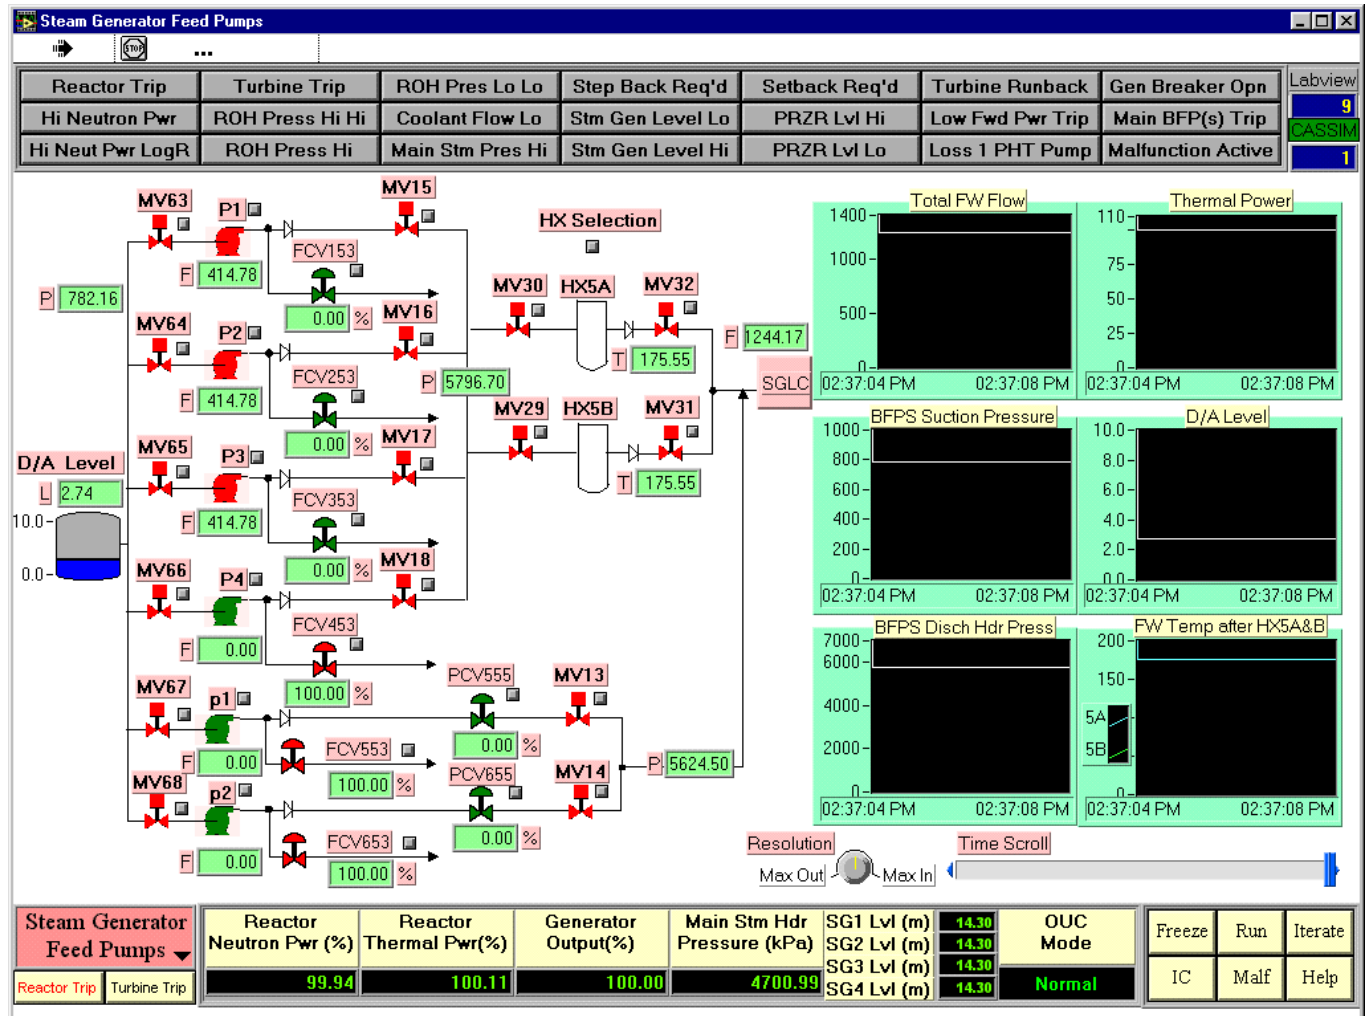 Steam Generator Feed Pumps
STOP ...
Reactor Trip Turbine Trip ROH Pres Lo Lo Step Back Req'd Setback Req'd Turbine Runback Gen Breaker Opn
Hi Neutron Pwr ROH Press Hi Hi Coolant Flow Lo Stm Gen Level Lo PRZR Lvl Hi Low Fwd Pwr Trip Main BFP(s) Trip
Hi Neut Pwr LogR ROH Press Hi Main Stm Pres Hi Stm Gen Level Hi PRZR Lvl Lo Loss 1 PHT Pump Malfunction Active
Labview
9
CASSIM
1
MV63 P1 MV15
FCV153
F 414.78
0.00 %
P 782.16
MV64 P2 MV16
FCV253
F 414.78
0.00 %
P 5796.70
MV65 P3 MV17
FCV353
F 414.78
0.00 %
D/A Level
L 2.74
10.0
0.0
MV66 P4 MV18
FCV453
F 0.00
100.00 %
MV67 p1 PCV555 MV13
FCV553
F 0.00
0.00 %
100.00 %
MV68 p2 PCV655 MV14
FCV653
F 0.00
0.00 %
100.00 %
P 5624.50
HX Selection
MV30 HX5A MV32
T 175.55
MV29 HX5B MV31
T 175.55
F 1244.17
SGLC
Total FW Flow
1400
1000
500
0
02:37:04 PM 02:37:08 PM
Thermal Power
110
75
50
25
0
02:37:04 PM 02:37:08 PM
BFPS Suction Pressure
1000
800
600
400
200
0
02:37:04 PM 02:37:08 PM
D/A Level
10.0
8.0
6.0
4.0
2.0
0.0
02:37:04 PM 02:37:08 PM
BFPS Disch Hdr Press
7000
6000
4000
2000
0
02:37:04 PM 02:37:08 PM
FW Temp after HX5A&B
200
150
5A
5B
0
02:37:04 PM 02:37:08 PM
Resolution
Max Out Max In
Time Scroll
Steam Generator
Feed Pumps
Reactor Trip Turbine Trip
Reactor
Neutron Pwr (%)
99.94
Reactor
Thermal Pwr(%)
100.11
Generator
Output(%)
100.00
Main Stm Hdr
Pressure (kPa)
4700.99
SG1 Lvl (m) 14.30
SG2 Lvl (m) 14.30
SG3 Lvl (m) 14.30
SG4 Lvl (m) 14.30
OUC
Mode
Normal
Freeze Run Iterate
IC Malf Help